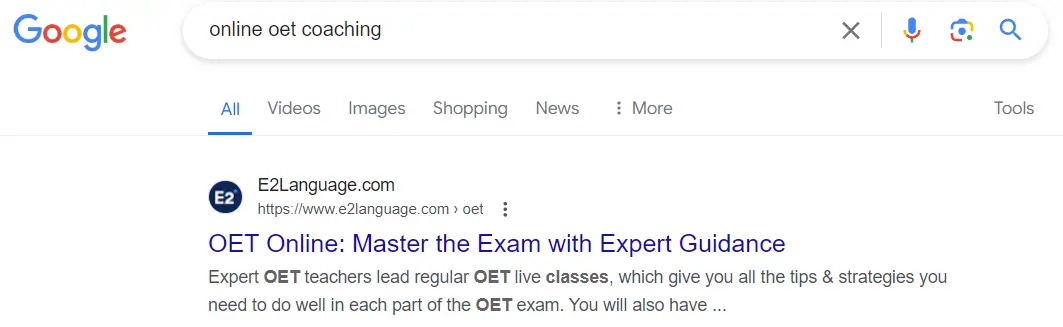 Google
online oet coaching
All Videos Images Shopping News More Tools
E2
E2Language.com
https://www.e2language.com › oet
OET Online: Master the Exam with Expert Guidance
Expert OET teachers lead regular OET live classes, which give you all the tips & strategies you
need to do well in each part of the OET exam. You will also have ...